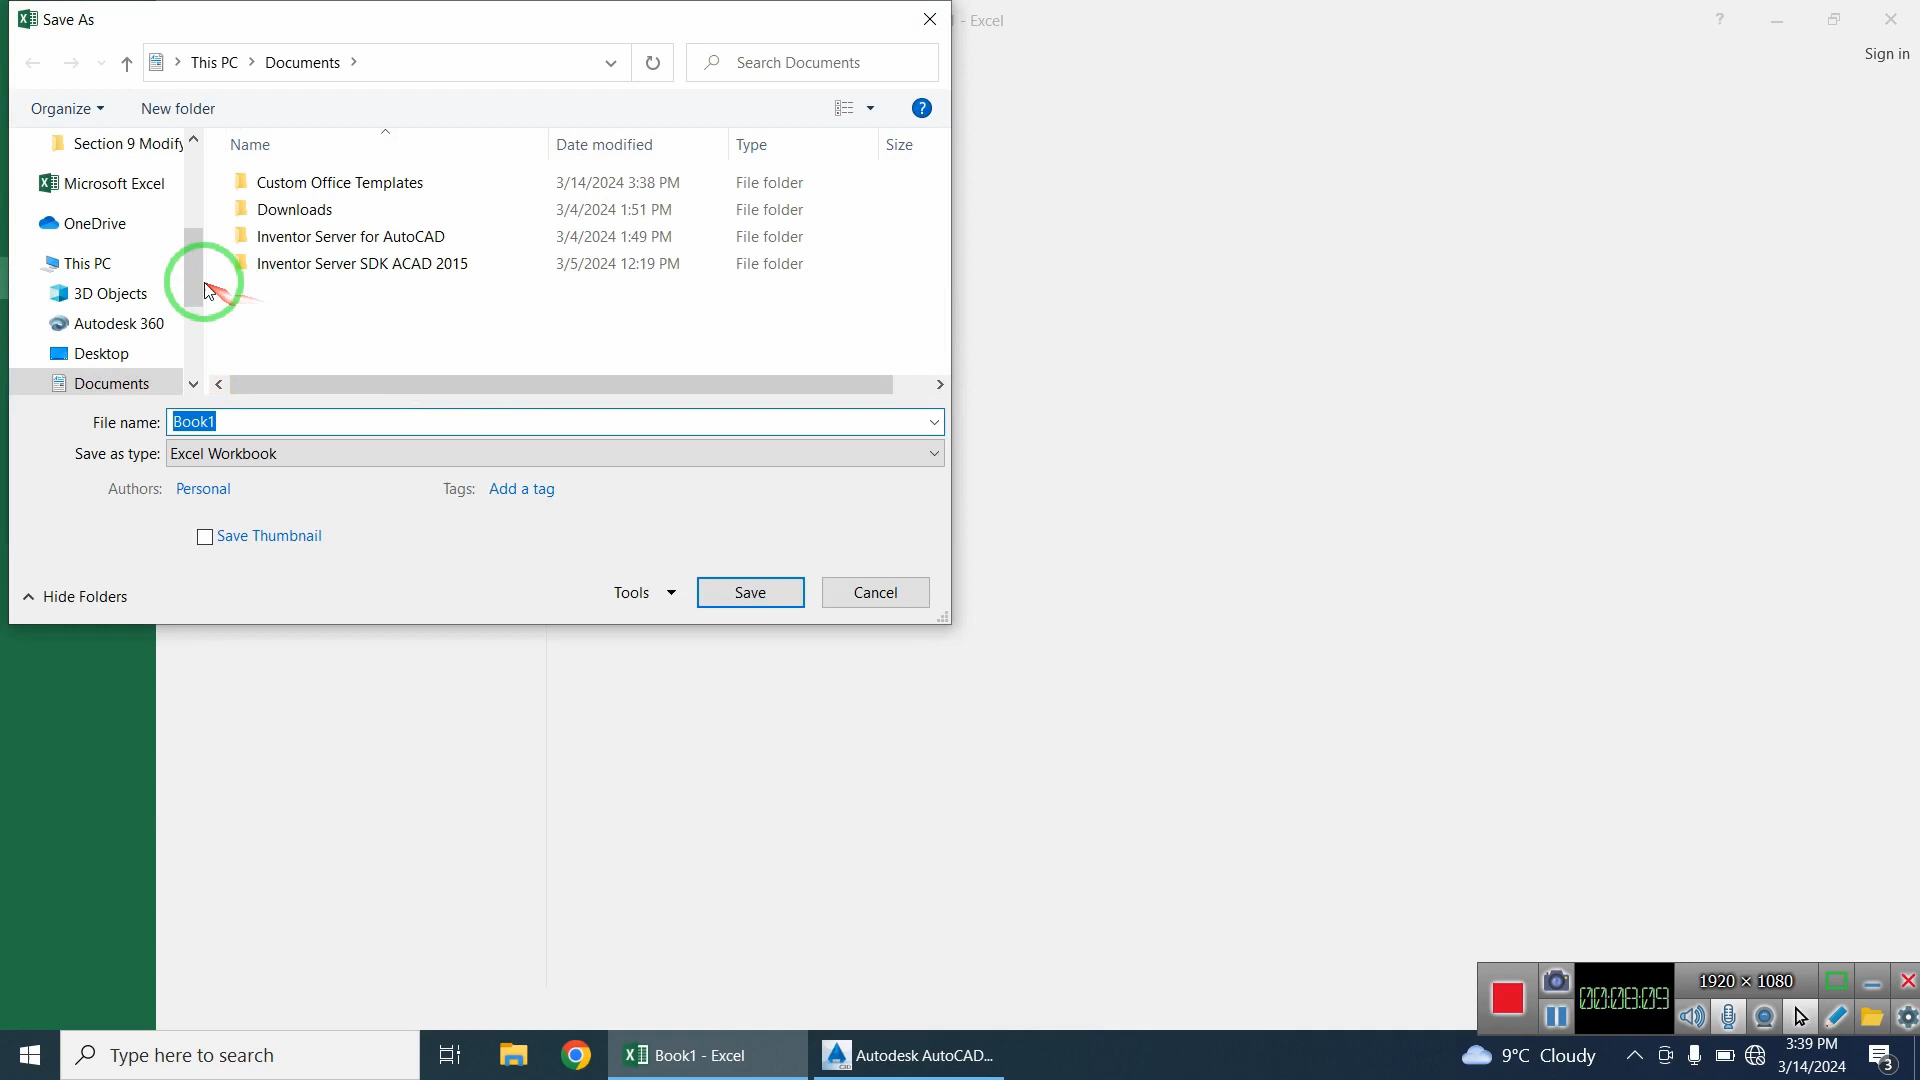 Save As
- Excel
Sign in
This PC > Documents >
Search Documents
Organize
New folder
Name
Date modified
Type
Size
Section 9 Modify
Microsoft Excel
OneDrive
This PC
3D Objects
Autodesk 360
Desktop
Documents
Custom Office Templates 3/14/2024 3:38 PM File folder
Downloads 3/4/2024 1:51 PM File folder
Inventor Server for AutoCAD 3/4/2024 1:49 PM File folder
Inventor Server SDK ACAD 2015 3/5/2024 12:19 PM File folder
File name: Book1
Save as type: Excel Workbook
Authors: Personal
Tags: Add a tag
Save Thumbnail
Hide Folders
Tools
Save
Cancel
1920 × 1080
00:08:09
Type here to search
Book1 - Excel
Autodesk AutoCAD...
9°C Cloudy
3:39 PM
3/14/2024
3